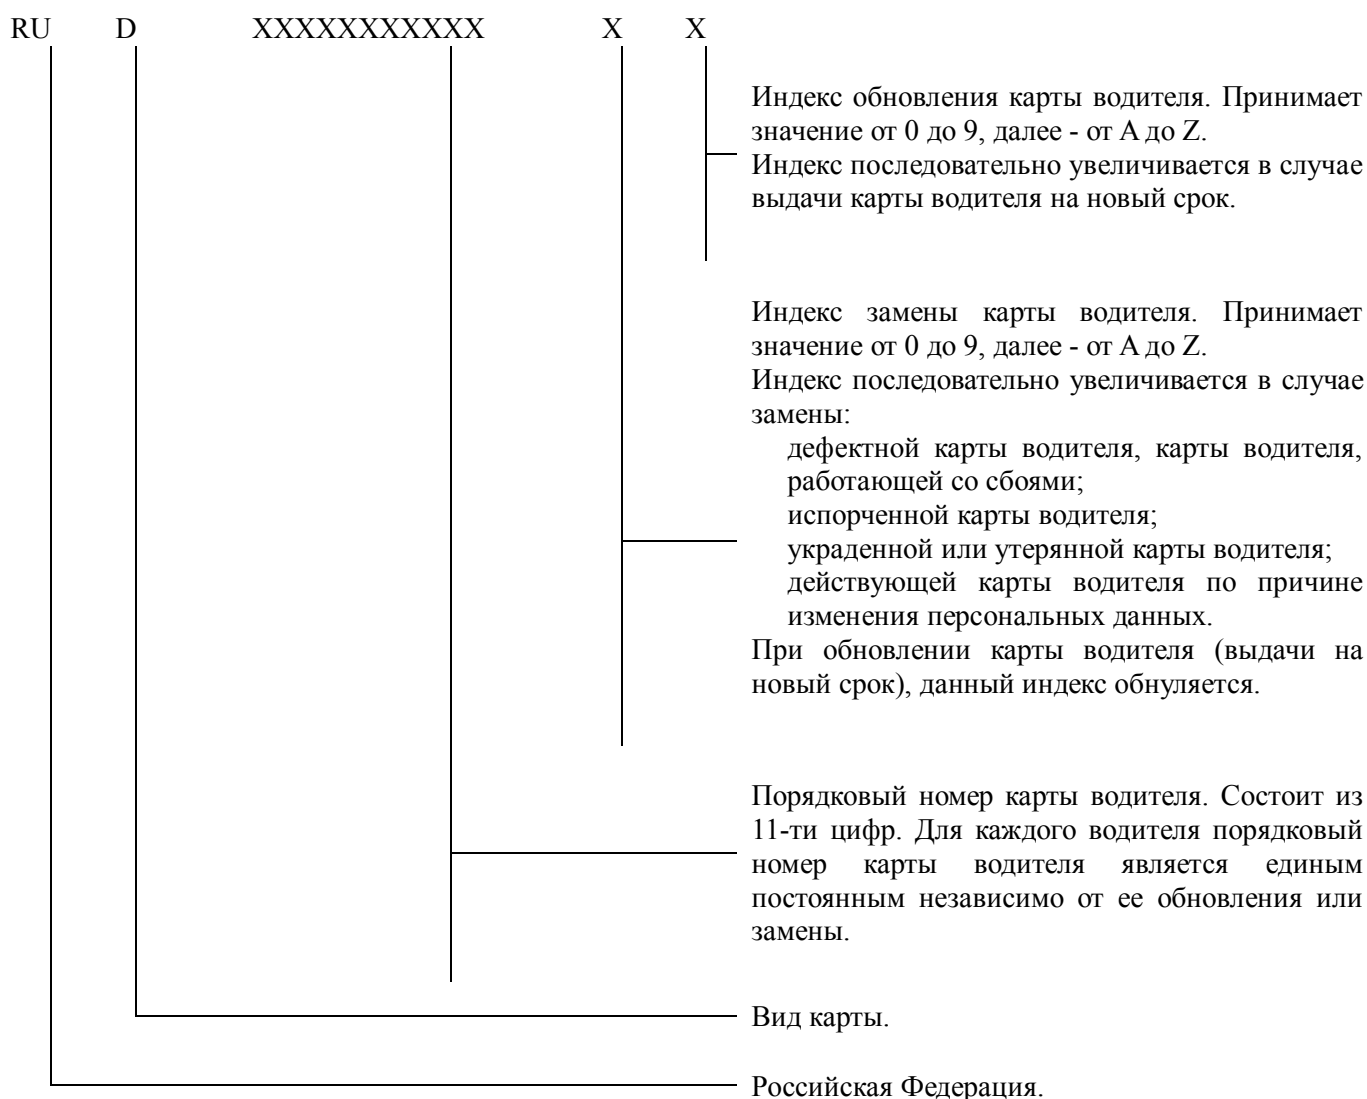 RU D XXXXXXXXXXX X X
Индекс обновления карты водителя. Принимает
значение от 0 до 9, далее - от A до Z.
Индекс последовательно увеличивается в случае
выдачи карты водителя на новый срок.
Индекс замены карты водителя. Принимает
значение от 0 до 9, далее - от A до Z.
Индекс последовательно увеличивается в случае
замены:
дефектной карты водителя, карты водителя,
работающей со сбоями;
испорченной карты водителя;
украденной или утерянной карты водителя;
действующей карты водителя по причине
изменения персональных данных.
При обновлении карты водителя (выдачи на
новый срок), данный индекс обнуляется.
Порядковый номер карты водителя. Состоит из
11-ти цифр. Для каждого водителя порядковый
номер карты водителя является единым
постоянным независимо от ее обновления или
замены.
Вид карты.
Российская Федерация.